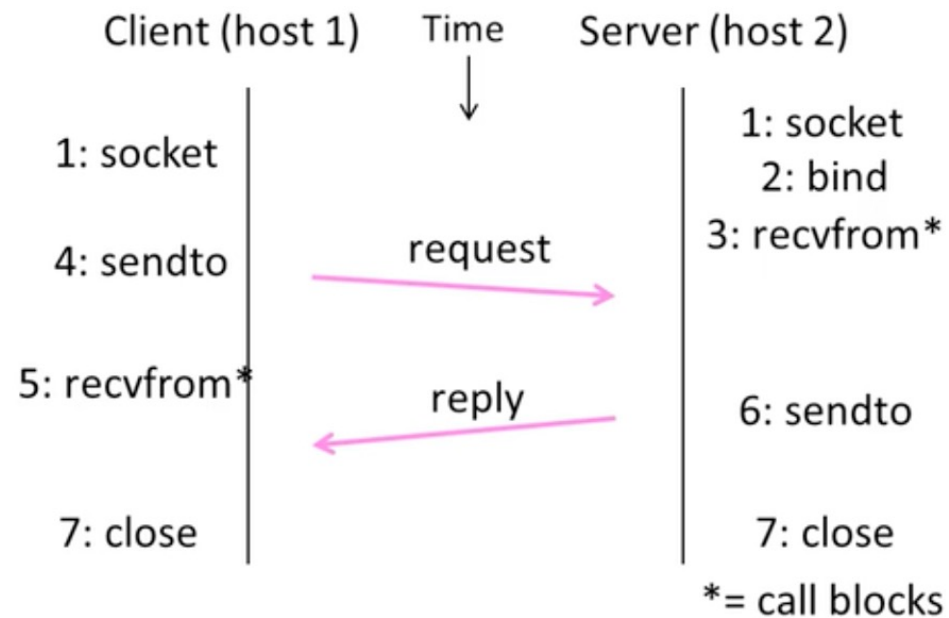 Client (host 1)
Time
Server (host 2)
1: socket
1: socket
2: bind
3: recvfrom*
4: sendto
request
5: recvfrom*
reply
6: sendto
7: close
7: close
*= call blocks